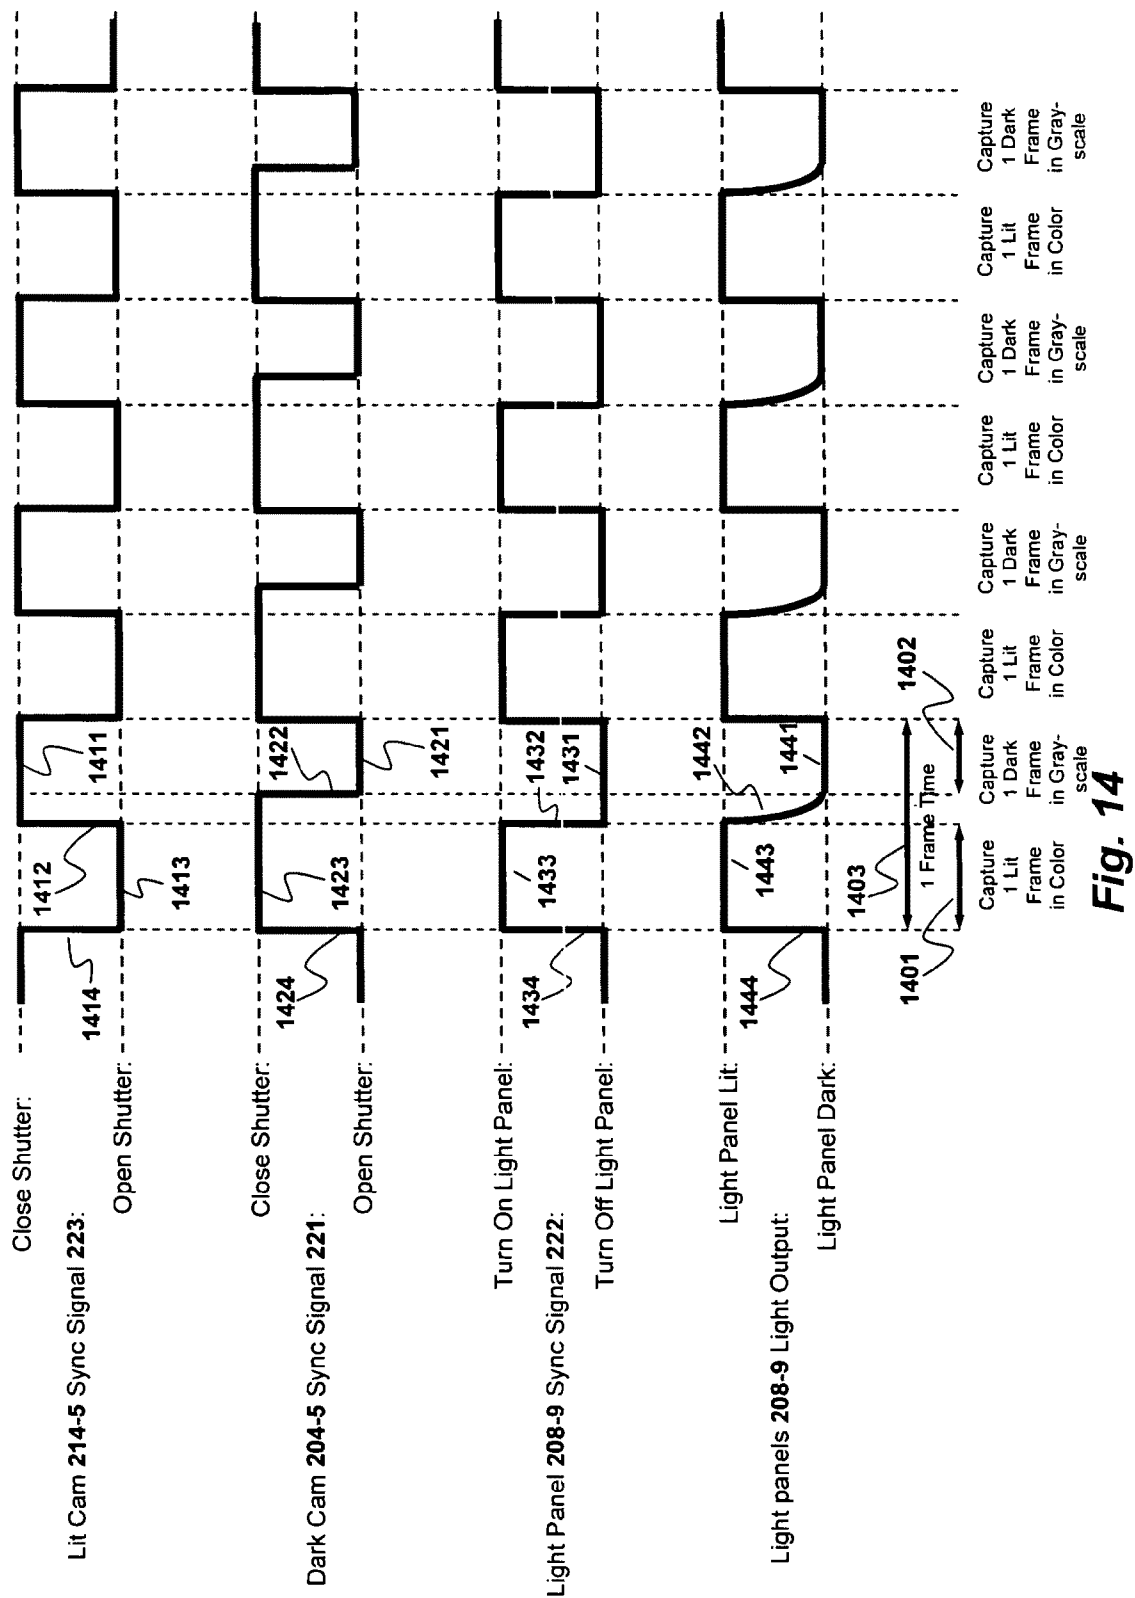 Close Shutter:
Lit Cam 214-5 Sync Signal 223:
Open Shutter:
1414
1412
1413
1411
Close Shutter:
Dark Cam 204-5 Sync Signal 221:
Open Shutter:
1424
1423
1422
1421
Turn On Light Panel:
Light Panel 208-9 Sync Signal 222:
Turn Off Light Panel:
1434
1433
1432
1431
Light Panel Lit:
Light panels 208-9 Light Output:
Light Panel Dark:
1444
1443
1442
1441
1403
1 Frame Time
1401
1402
Capture
1 Lit
Frame
in Color
Capture
1 Dark
Frame
in Gray-
scale
Capture
1 Lit
Frame
in Color
Capture
1 Dark
Frame
in Gray-
scale
Capture
1 Lit
Frame
in Color
Capture
1 Dark
Frame
in Gray-
scale
Capture
1 Lit
Frame
in Color
Capture
1 Dark
Frame
in Gray-
scale
Fig. 14